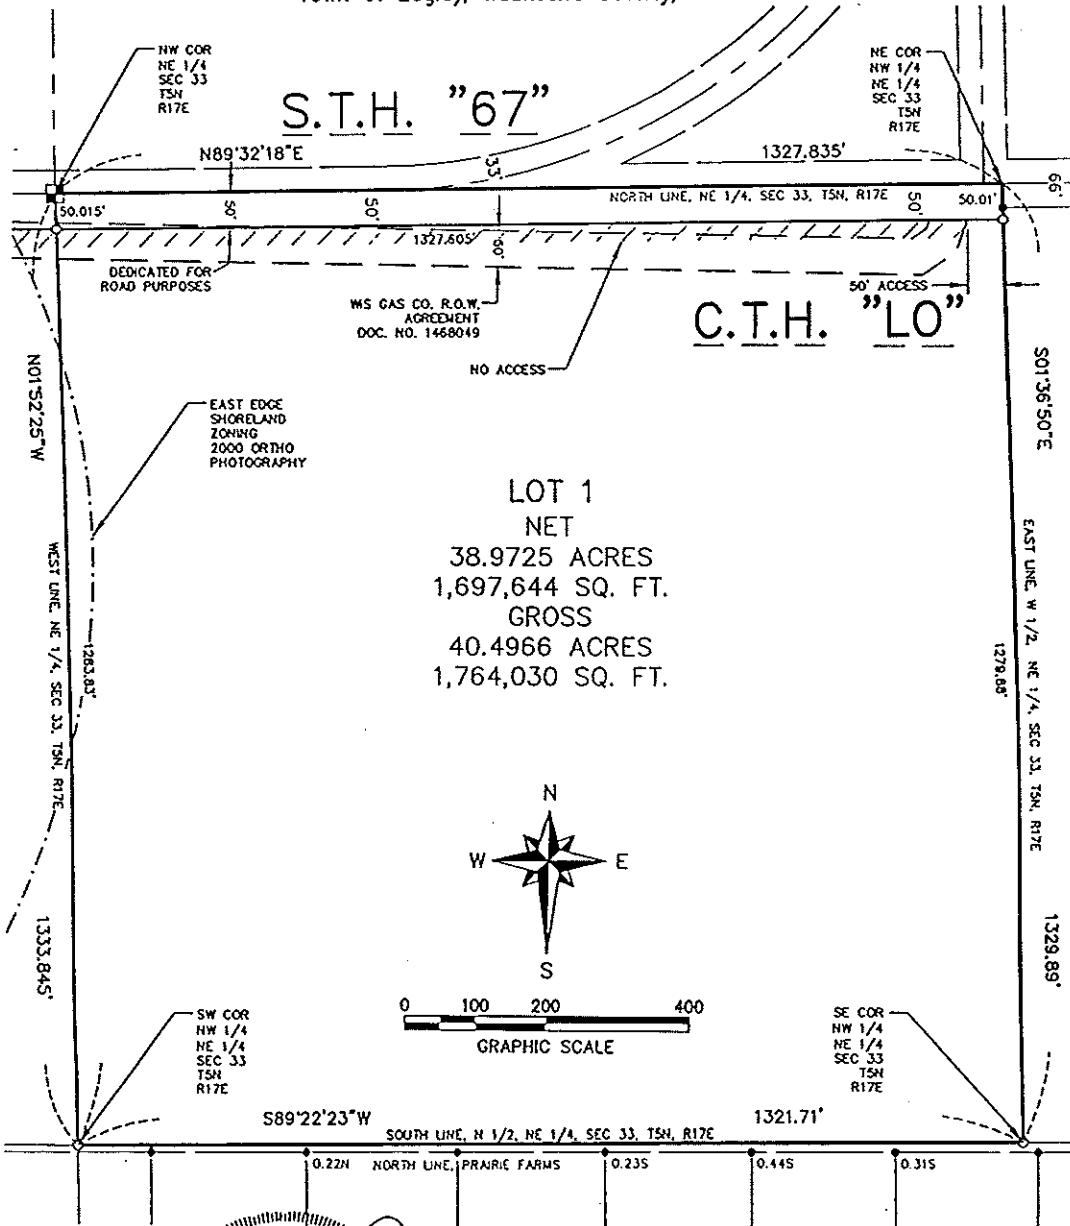 NW COR
NE 1/4
SEC 33
T5N
R17E
S.T.H. "67"
NE COR
NW 1/4
NE 1/4
SEC 33
T5N
R17E
N89°32'18"E
33'
1327.835'
66'
NORTH LINE, NE 1/4, SEC 33, T5N, R17E
50.015'
50'
50'
50'
50.01'
1327.605'
60'
DEDICATED FOR
ROAD PURPOSES
WIS GAS CO. R.O.W.
AGREEMENT
DOC. NO. 1468049
50' ACCESS
C.T.H. "LO"
NO ACCESS
N01°52'25"W
S01°36'50"E
EAST EDGE
SHORELAND
ZONING
2000 ORTHO
PHOTOGRAPHY
LOT 1
NET
38.9725 ACRES
1,697,644 SQ. FT.
GROSS
40.4966 ACRES
1,764,030 SQ. FT.
WEST LINE, NE 1/4, SEC 33, T5N, R17E
1283.83'
EAST LINE, W 1/2, NE 1/4, SEC 33, T5N, R17E
1279.88'
N
W E
S
1333.845'
1329.89'
0 100 200 400
GRAPHIC SCALE
SW COR
NW 1/4
NE 1/4
SEC 33
T5N
R17E
SE COR
NW 1/4
NE 1/4
SEC 33
T5N
R17E
S89°22'23"W
1321.71'
SOUTH LINE, N 1/2, NE 1/4, SEC 33, T5N, R17E
0.22N
NORTH LINE, PRAIRIE FARMS
0.23S
0.44S
0.31S